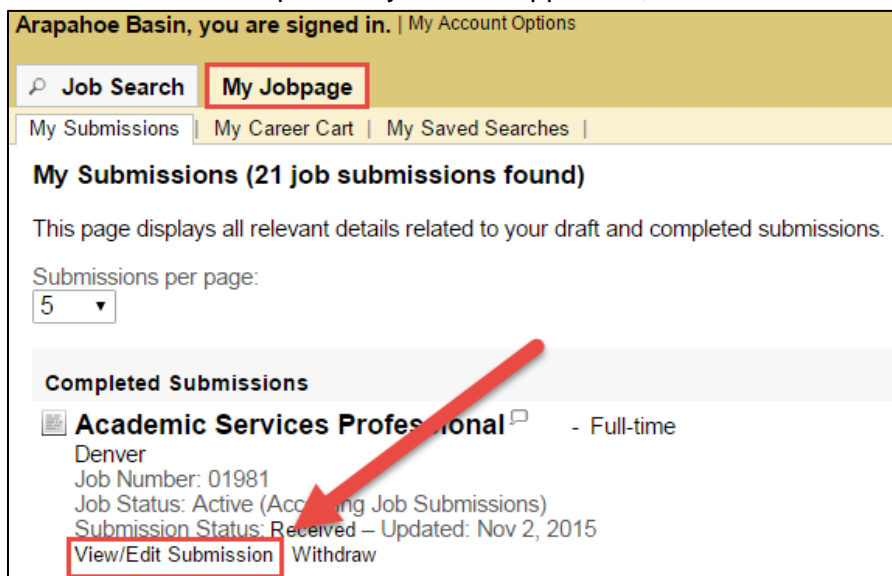 Arapahoe Basin, you are signed in. | My Account Options
Job Search My Jobpage
My Submissions | My Career Cart | My Saved Searches |
My Submissions (21 job submissions found)
This page displays all relevant details related to your draft and completed submissions.
Submissions per page:
5
Completed Submissions
Academic Services Professional - Full-time
Denver
Job Number: 01981
Job Status: Active (Accepting Job Submissions)
Submission Status: Received – Updated: Nov 2, 2015
View/Edit Submission Withdraw